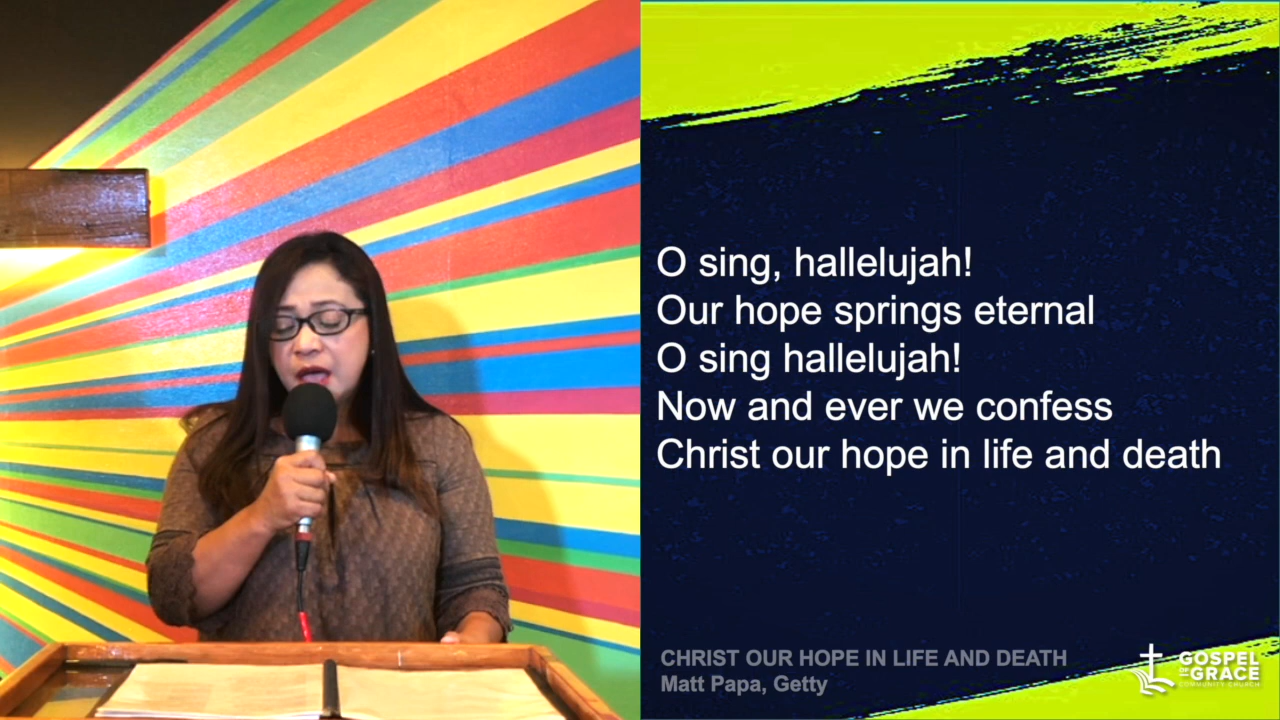 O sing, hallelujah!
Our hope springs eternal
O sing hallelujah!
Now and ever we confess
Christ our hope in life and death
CHRIST OUR HOPE IN LIFE AND DEATH
Matt Papa, Getty
GOSPEL
OF GRACE
COMMUNITY CHURCH